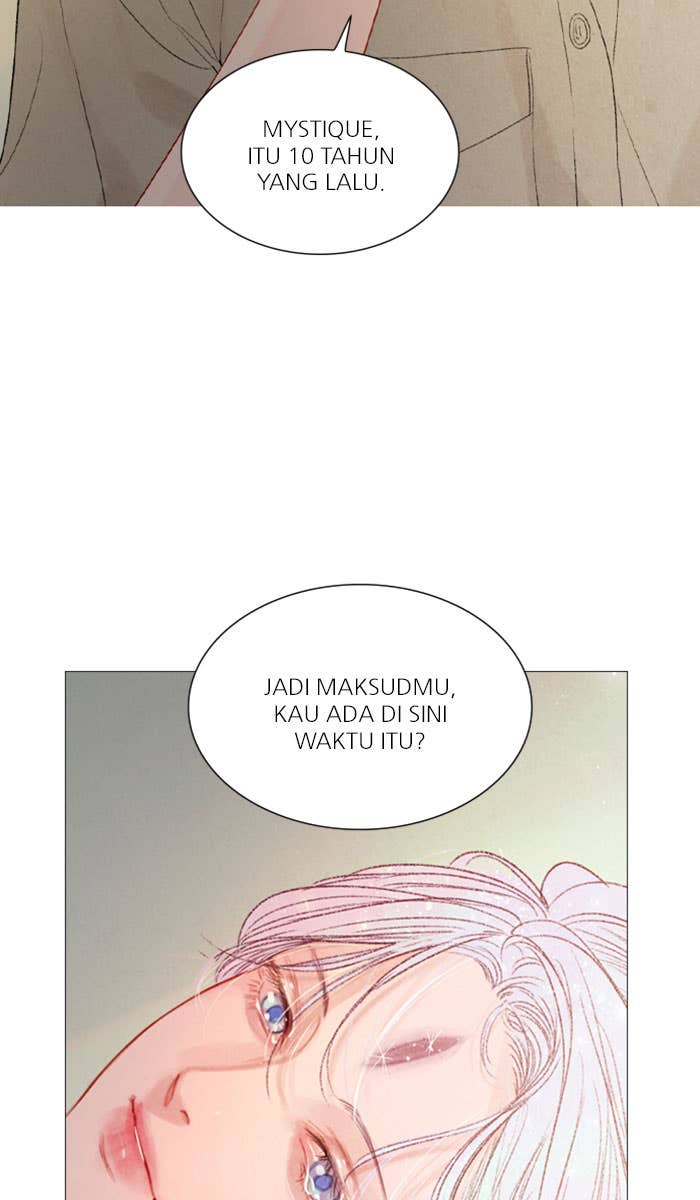 MYSTIQUE,
ITU 10 TAHUN
YANG LALU.
JADI MAKSUDMU,
KAU ADA DI SINI
WAKTU ITU?